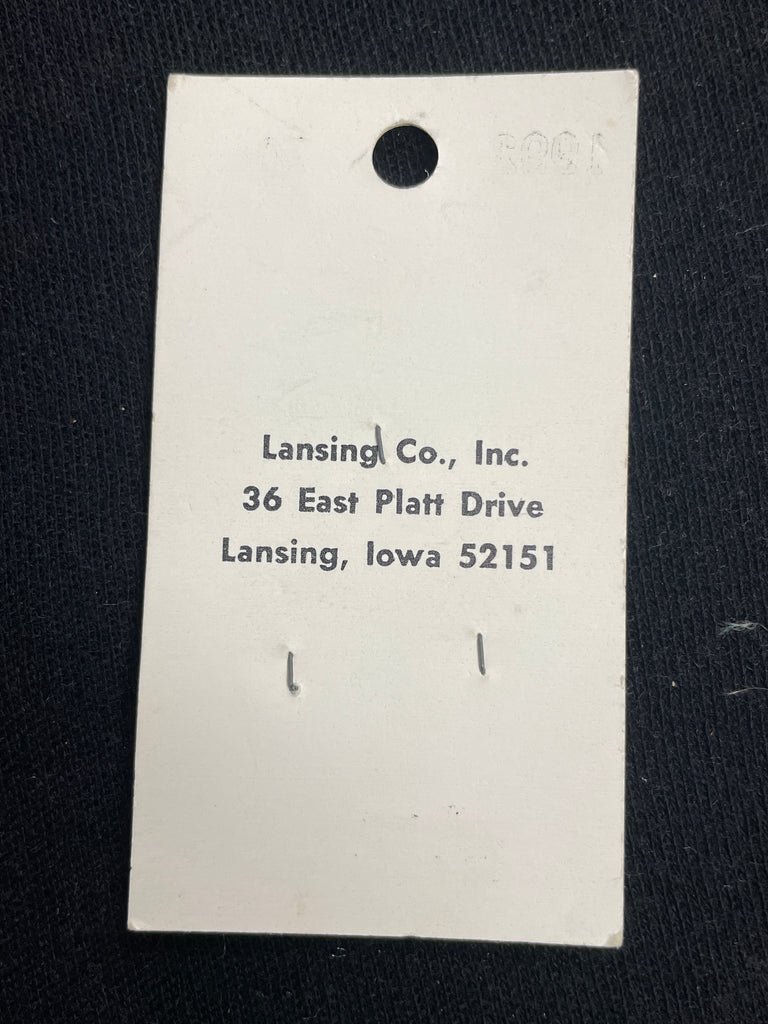 Lansing Co., Inc.
36 East Platt Drive
Lansing, Iowa 52151